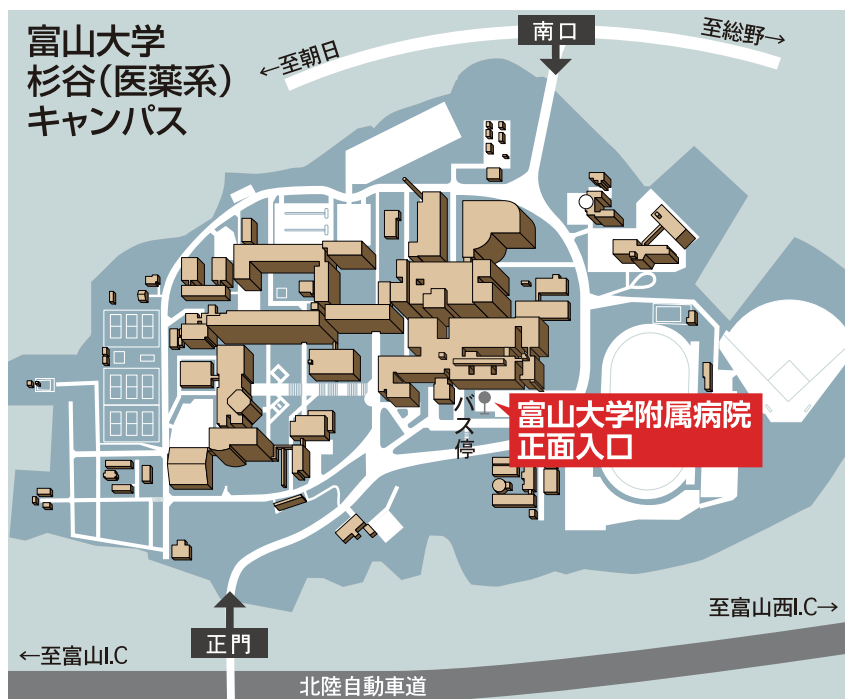 富山大学
杉谷（医薬系）
キャンパス
←至朝日
南口
至総野→
バス停
富山大学附属病院
正面入口
正門
至富山西I.C→
←至富山I.C
北陸自動車道